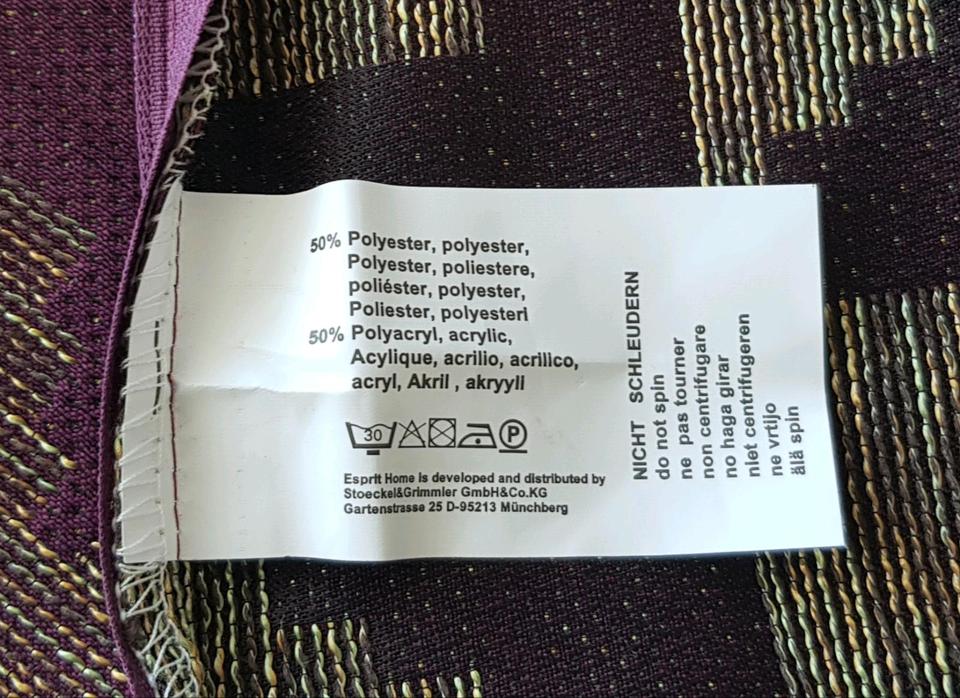 50% Polyester, polyester,
Polyester, poliestere,
poliéster, polyester,
Poliester, polyesteri
50% Polyacryl, acrylic,
Acylique, acrilio, acrilico,
acryl, Akril , akryyli
30 P
Esprit Home is developed and distributed by
Stoeckel&Grimmler GmbH&Co.KG
Gartenstrasse 25 D-95213 Münchberg
NICHT SCHLEUDERN
do not spin
ne pas tourner
non centrifugare
no haga girar
niet centrifugeren
ne vrtijo
älä spin